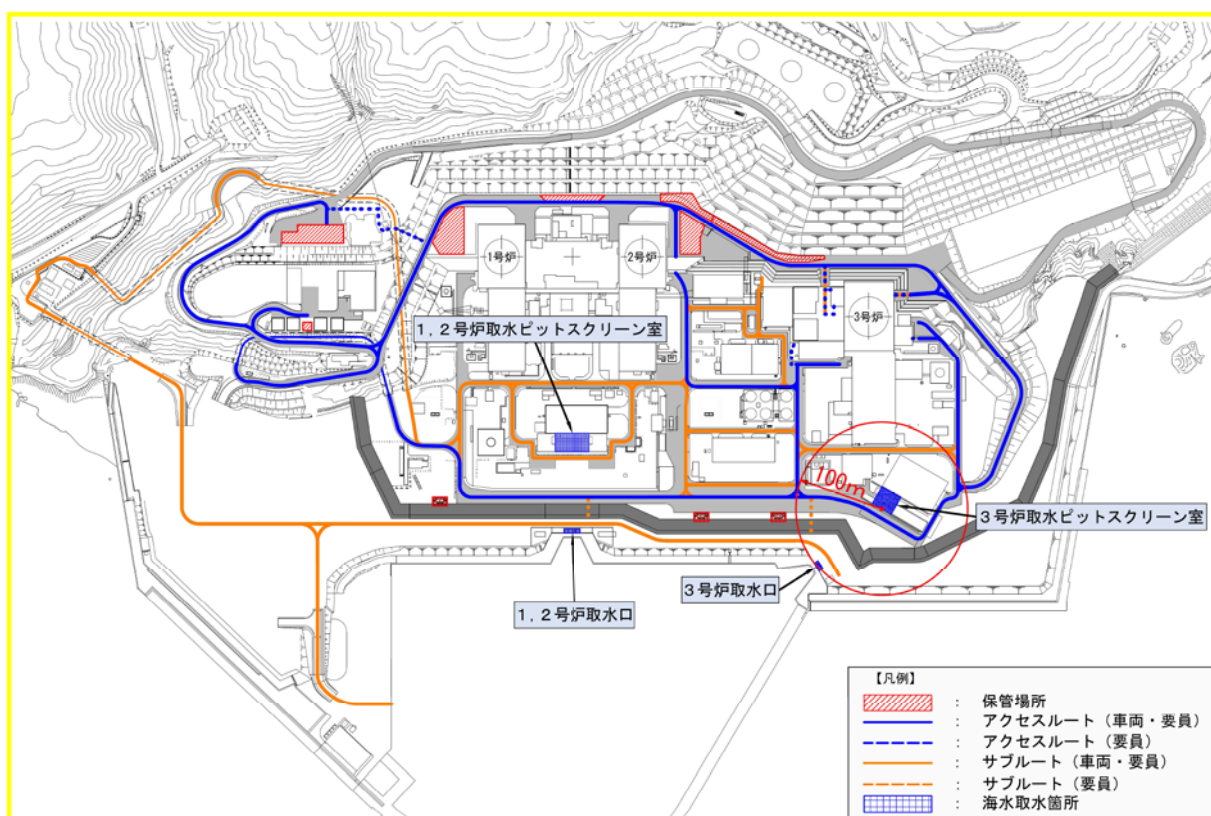 1号炉
2号炉
3号炉
1,2号炉取水ピットスクリーン室
100m
3号炉取水ピットスクリーン室
3号炉取水口
1,2号炉取水口
【凡例】
: 保管場所
: アクセスルート(車両・要員)
: アクセスルート(要員)
: サブルート(車両・要員)
: サブルート(要員)
: 海水取水箇所